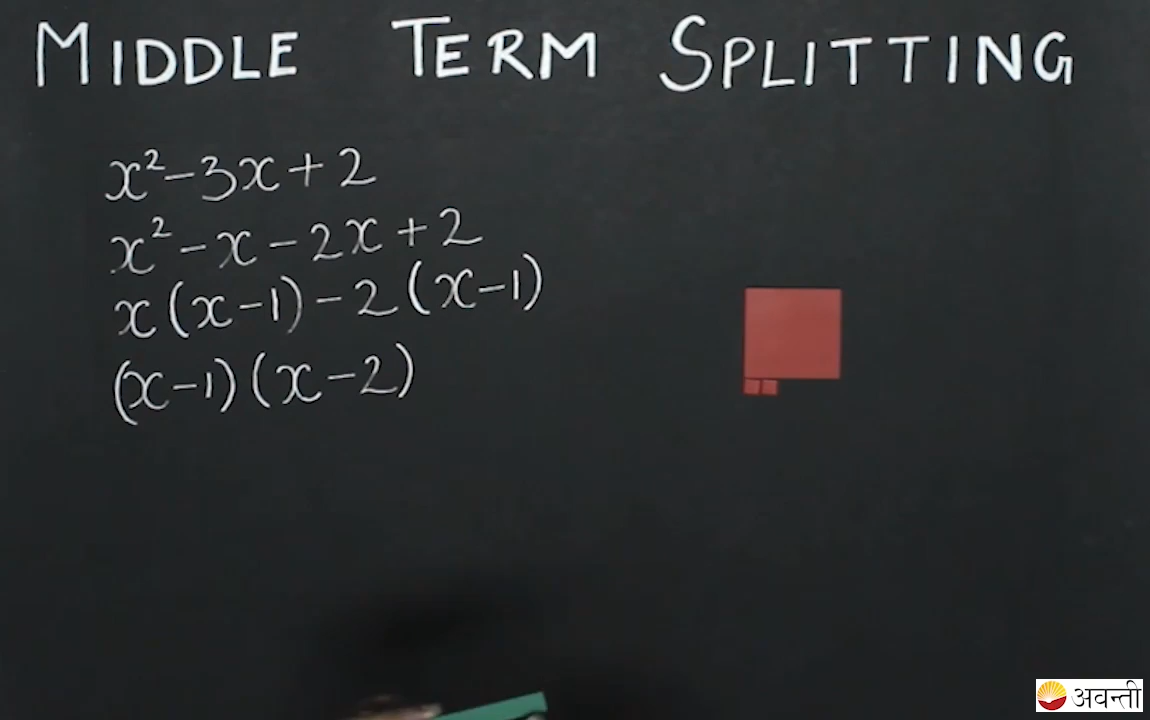 MIDDLE TERM SPLITTING
x² - 3x + 2
x² - x - 2x + 2
x(x-1) - 2(x-1)
(x-1)(x-2)
अवन्ती